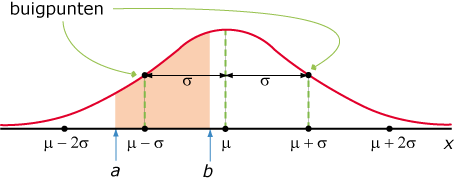 buigpunten
σ σ
μ − 2σ μ − σ μ μ + σ μ + 2σ x
a b